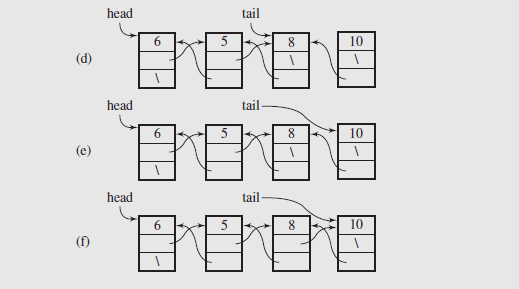 head tail
6 5 8 10
(d) \ \
\
head tail
6 5 8 10
(e) \ \
\
head tail
6 5 8 10
(f) \
\